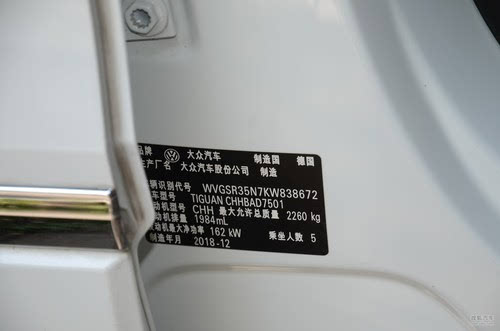 品牌 大众汽车 制造国 德国
生产厂名 大众汽车股份公司 制造
车辆识别代号 WVGSR35N7KW838672
车型型号 TIGUAN CHHBAD7501
发动机型号 CHH 最大允许总质量 2260 kg
发动机排量 1984mL
发动机最大净功率 162 kW 乘坐人数 5
制造年月 2018-12